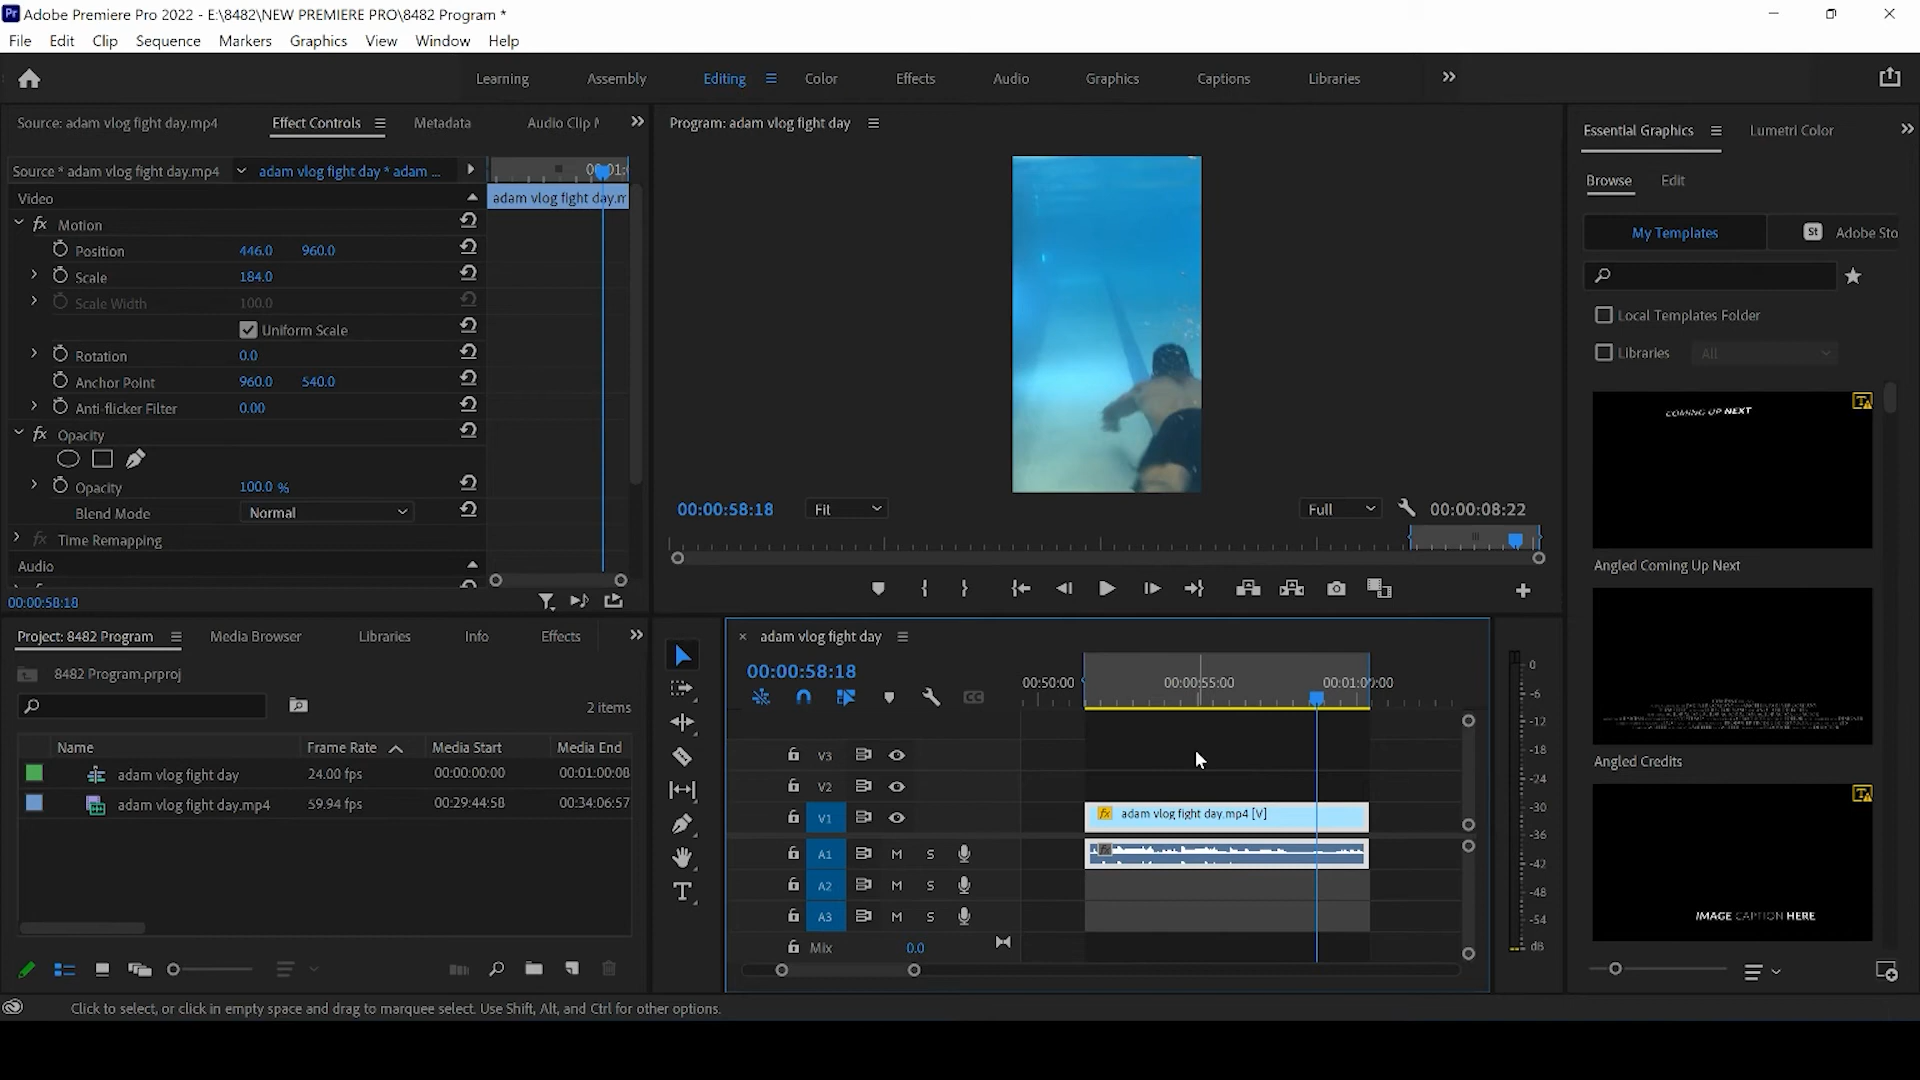 Adobe Premiere Pro 2022 - E:\8482\NEW PREMIERE PRO\8482 Program *
File Edit Clip Sequence Markers Graphics View Window Help
Learning Assembly Editing Color Effects Audio Graphics Captions Libraries
Source: adam vlog fight day.mp4 Effect Controls Metadata Audio Clip
Source * adam vlog fight day.mp4 adam vlog fight day * adam ...
Video
adam vlog fight day.m
Motion
Position 446.0 960.0
Scale 184.0
Scale Width 100.0
Uniform Scale
Rotation 0.0
Anchor Point 960.0 540.0
Anti-flicker Filter 0.00
Opacity
Opacity 100.0 %
Blend Mode Normal
Time Remapping
Audio
00:00:58:18
Program: adam vlog fight day
00:00:58:18 Fit Full 00:00:08:22
Essential Graphics Lumetri Color
Browse Edit
My Templates St Adobe Sto
Local Templates Folder
Libraries All
COMING UP NEXT
Angled Coming Up Next
Angled Credits
IMAGE CAPTION HERE
Project: 8482 Program Media Browser Libraries Info Effects
8482 Program.prproj
2 items
Name Frame Rate Media Start Media End
adam vlog fight day 24.00 fps 00:00:00:00 00:01:00:08
adam vlog fight day.mp4 59.94 fps 00:29:44:58 00:34:06:57
adam vlog fight day
00:00:58:18
00:50:00 00:00:55:00 00:01:00:00
V3
V2
V1 adam vlog fight day.mp4 [V]
A1 M S
A2 M S
A3 M S
Mix 0.0
0
-6
-12
-18
-24
-30
-36
-42
-48
-54
dB
Click to select, or click in empty space and drag to marquee select. Use Shift, Alt, and Ctrl for other options.